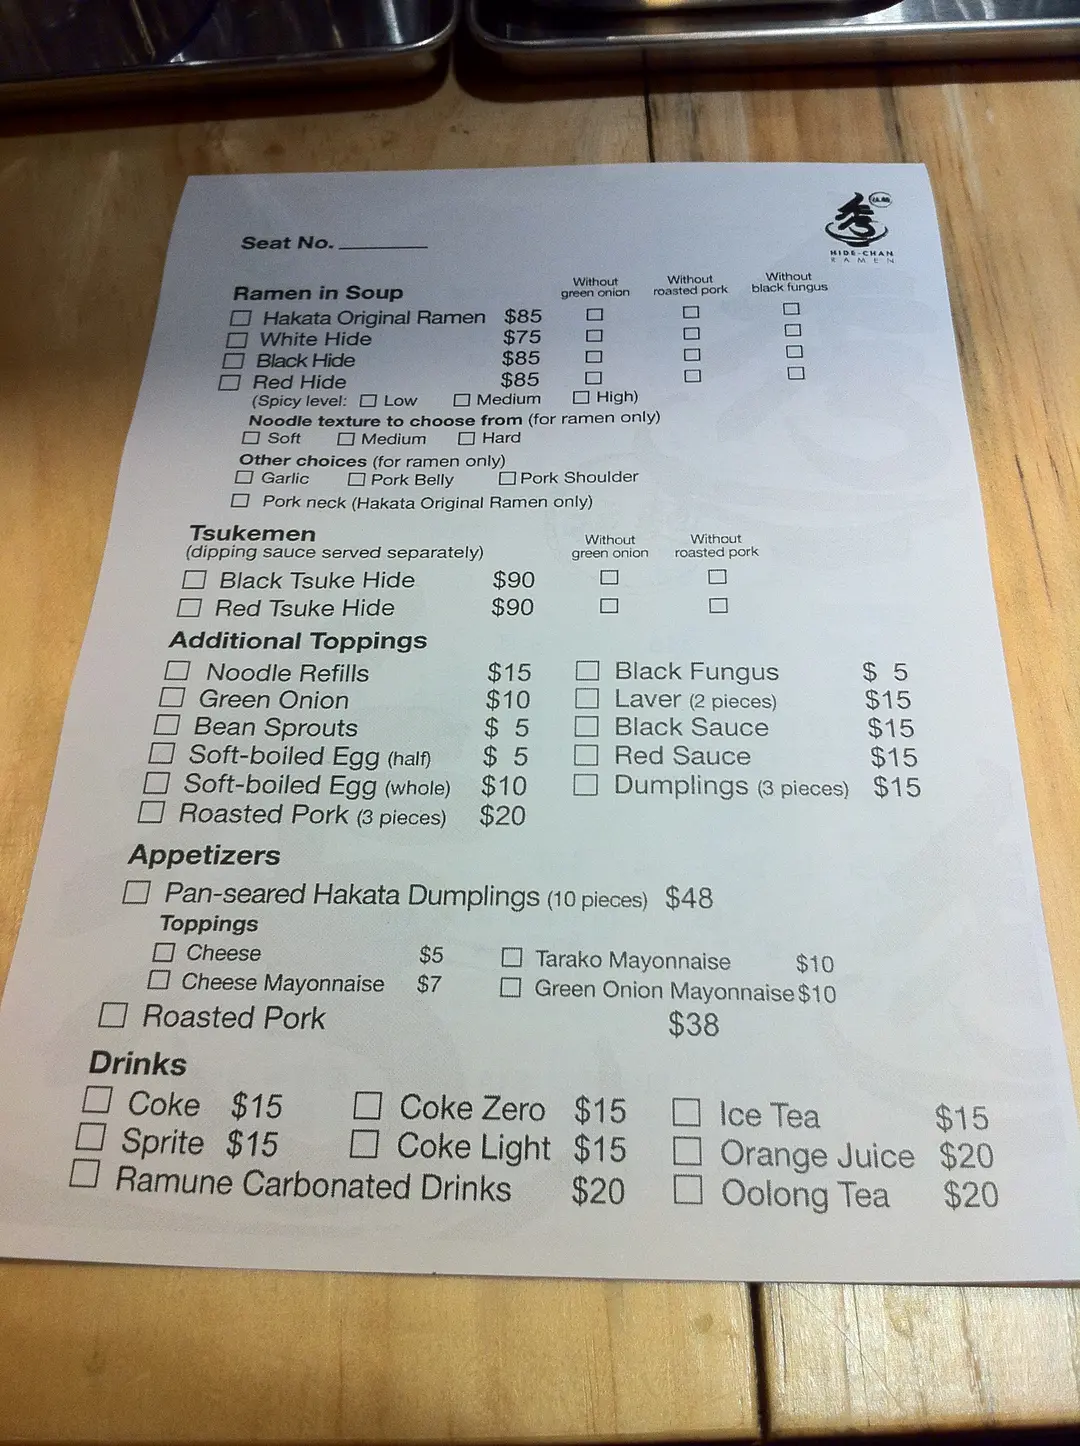 Seat No.
HIDE-CHAN
RAMEN
Ramen in Soup Without green onion Without roasted pork Without black fungus
Hakata Original Ramen $85
White Hide $75
Black Hide $85
Red Hide $85
(Spicy level: Low Medium High)
Noodle texture to choose from (for ramen only)
Soft Medium Hard
Other choices (for ramen only)
Garlic Pork Belly Pork Shoulder
Pork neck (Hakata Original Ramen only)
Tsukemen Without green onion Without roasted pork
(dipping sauce served separately)
Black Tsuke Hide $90
Red Tsuke Hide $90
Additional Toppings
Noodle Refills $15 Black Fungus $ 5
Green Onion $10 Laver (2 pieces) $15
Bean Sprouts $ 5 Black Sauce $15
Soft-boiled Egg (half) $ 5 Red Sauce $15
Soft-boiled Egg (whole) $10 Dumplings (3 pieces) $15
Roasted Pork (3 pieces) $20
Appetizers
Pan-seared Hakata Dumplings (10 pieces) $48
Toppings
Cheese $5 Tarako Mayonnaise $10
Cheese Mayonnaise $7 Green Onion Mayonnaise $10
Roasted Pork $38
Drinks
Coke $15 Coke Zero $15 Ice Tea $15
Sprite $15 Coke Light $15 Orange Juice $20
Ramune Carbonated Drinks $20 Oolong Tea $20